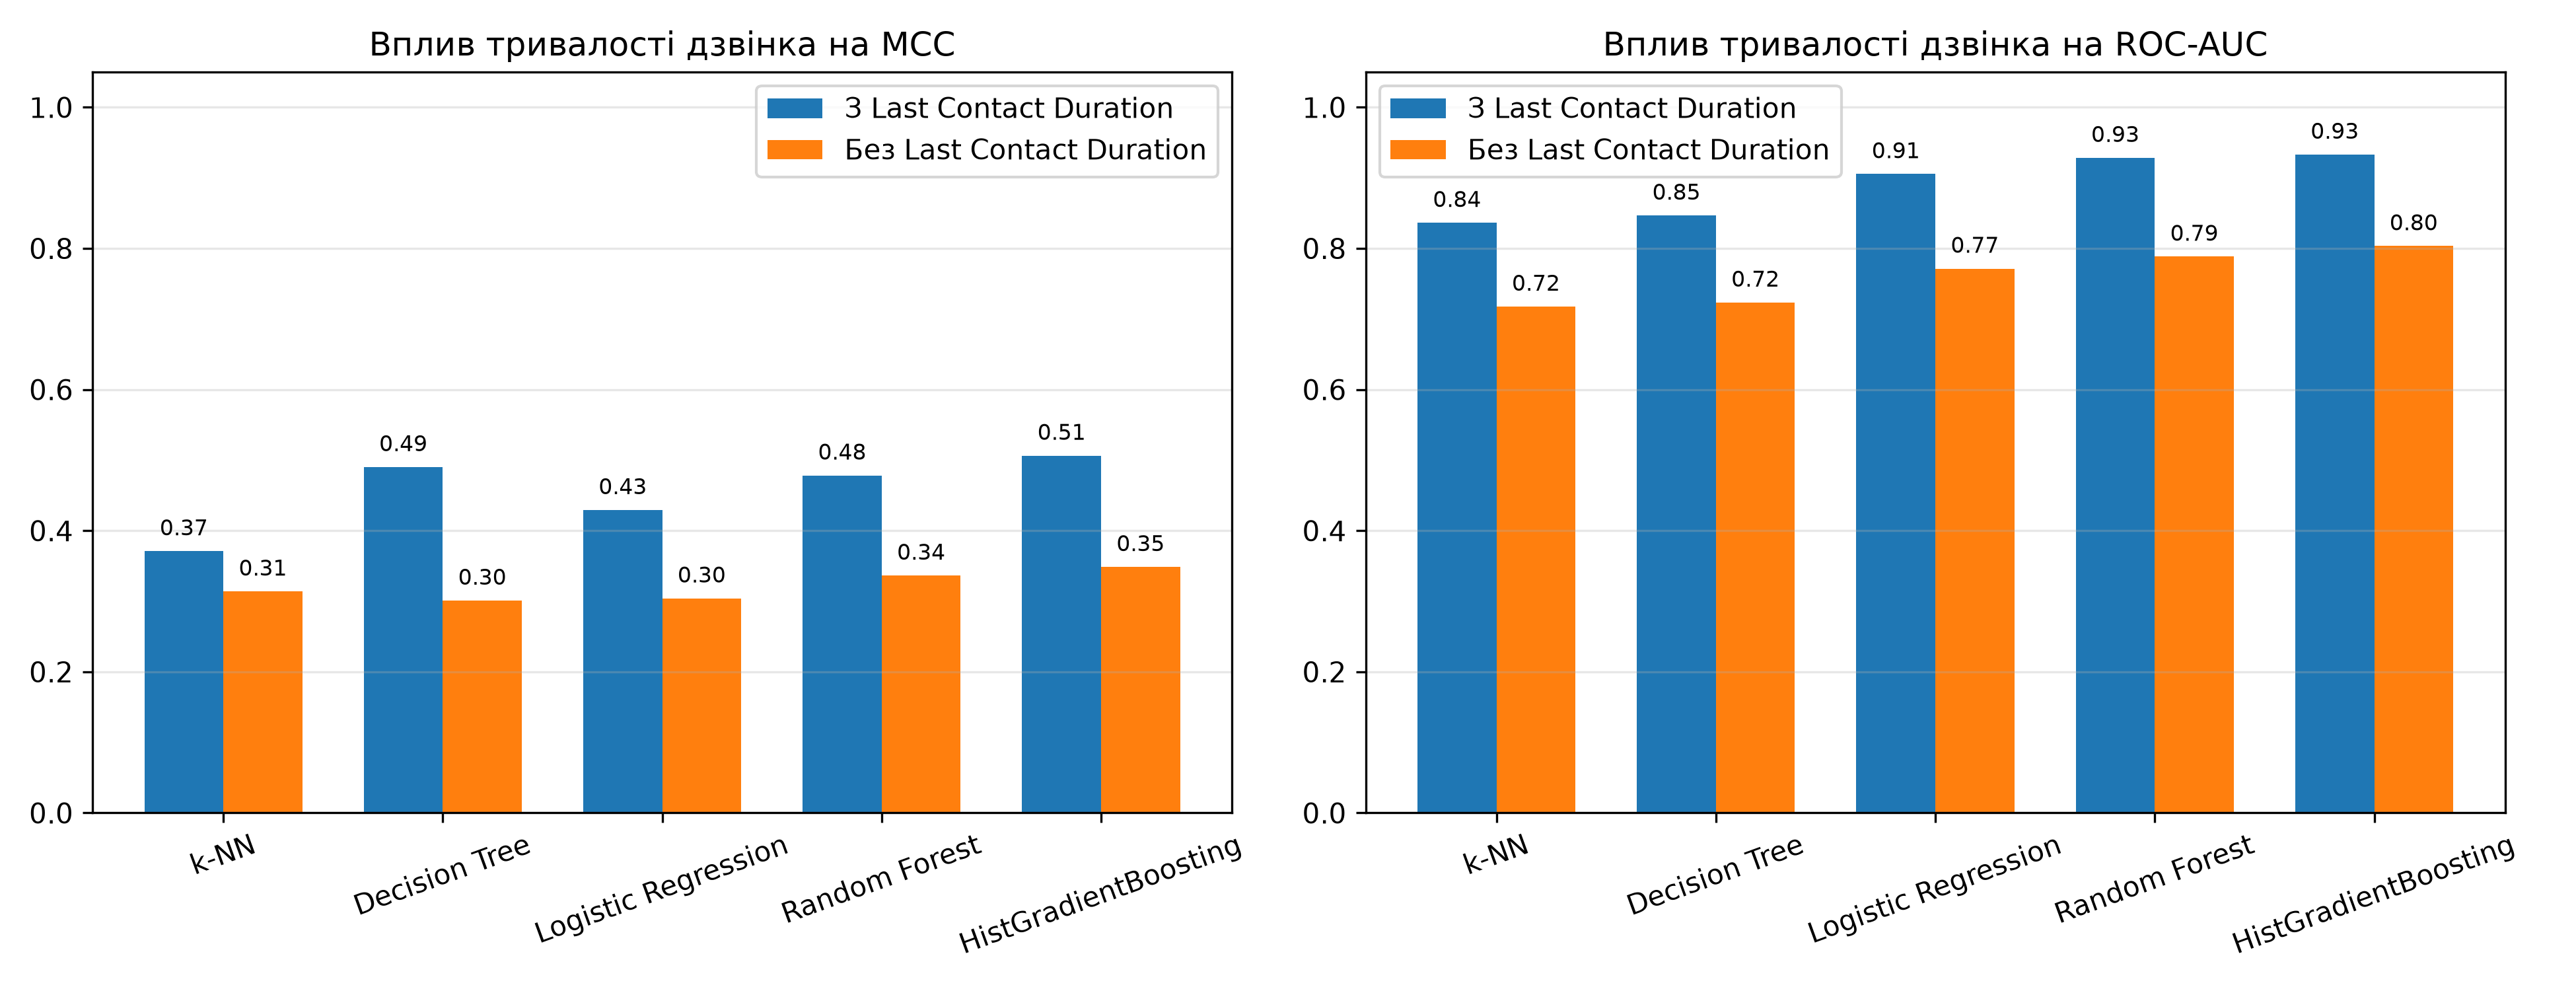 Вплив тривалості дзвінка на MCC
З Last Contact Duration
Без Last Contact Duration
1.0
0.8
0.6
0.4
0.2
0.0
0.37
0.31
0.49
0.30
0.43
0.30
0.48
0.34
0.51
0.35
k-NN
Decision Tree
Logistic Regression
Random Forest
HistGradientBoosting
Вплив тривалості дзвінка на ROC-AUC
З Last Contact Duration
Без Last Contact Duration
1.0
0.8
0.6
0.4
0.2
0.0
0.84
0.72
0.85
0.72
0.91
0.77
0.93
0.79
0.93
0.80
k-NN
Decision Tree
Logistic Regression
Random Forest
HistGradientBoosting